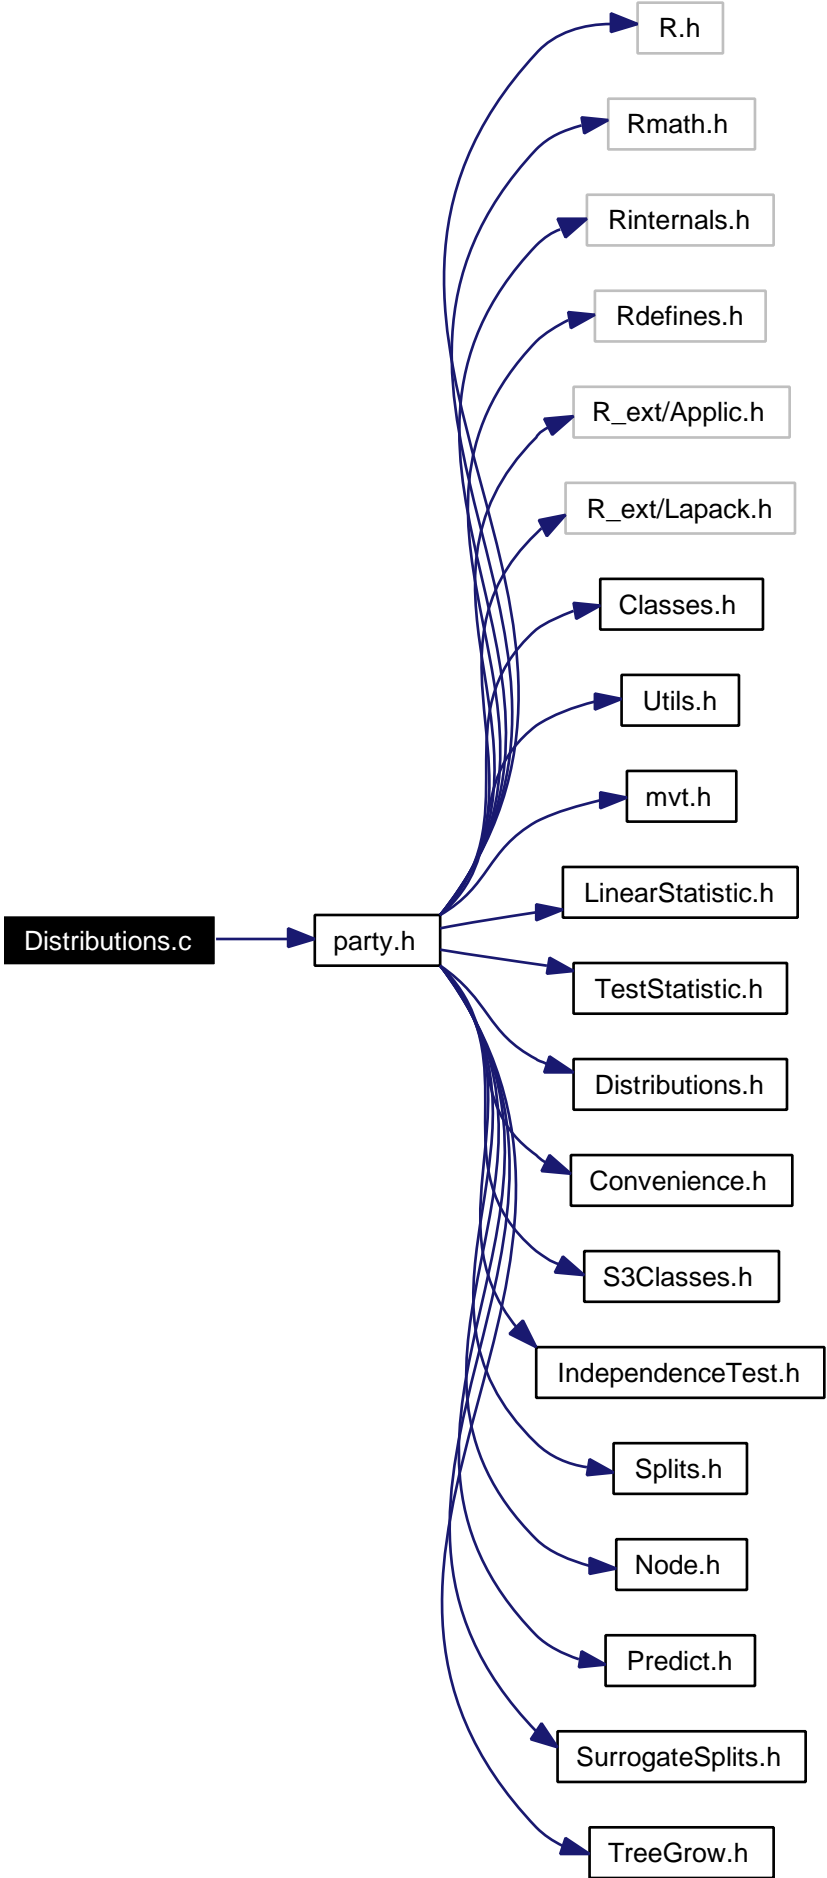 R.h
Rmath.h
Rinternals.h
Rdefines.h
R_ext/Applic.h
R_ext/Lapack.h
Classes.h
Utils.h
mvt.h
LinearStatistic.h
Distributions.c
party.h
TestStatistic.h
Distributions.h
Convenience.h
S3Classes.h
IndependenceTest.h
Splits.h
Node.h
Predict.h
SurrogateSplits.h
TreeGrow.h